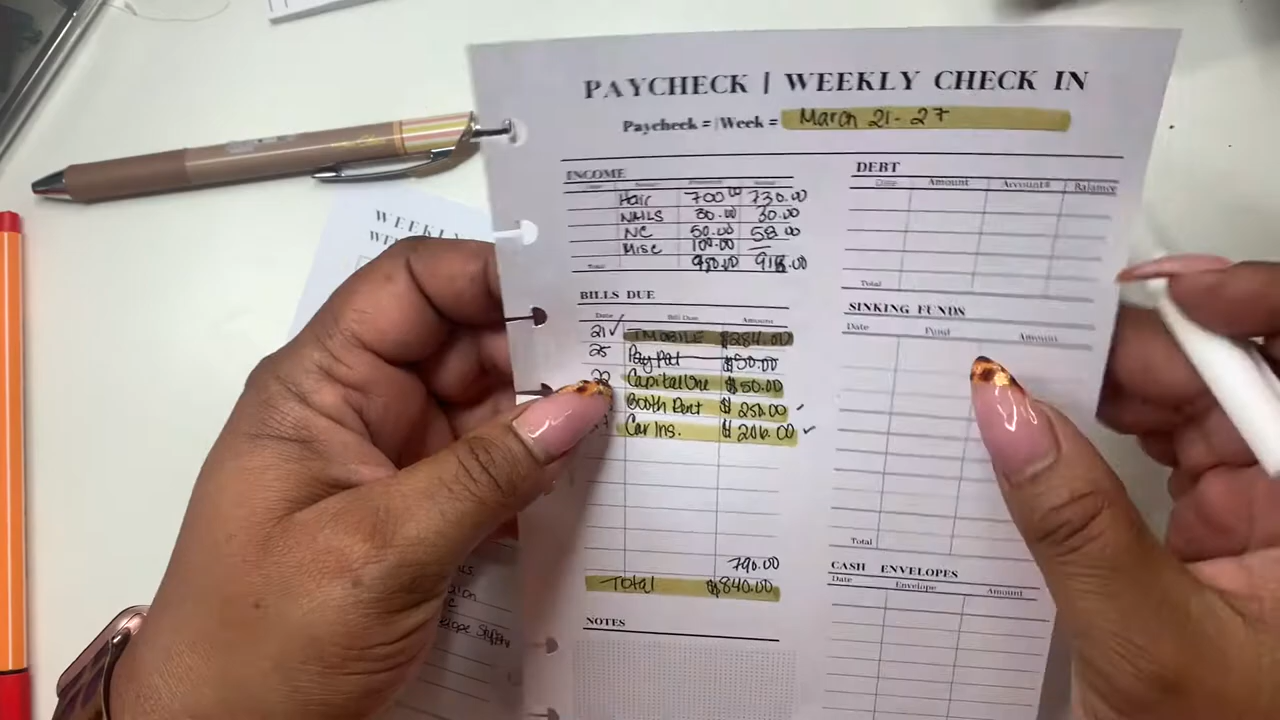 PAYCHECK | WEEKLY CHECK IN
Paycheck = | Week = March 21-27
INCOME
Hair 700.00 730.00
NAILS 30.00 30.00
NC 50.00 58.00
Misc 100.00 —
Total
BILLS DUE
Date Bill Due Amount
21 ✓ TMOBILE $284.00
25 PayPal $50.00
Capital One $50.00
Booth Rent $250.00 ✓
Car Ins. $206.00 ✓
790.00
Total $840.00
NOTES
DEBT
Date Amount Account# Balance
Total
SINKING FUNDS
Date Fund Amount
Total
CASH ENVELOPES
Date Envelope Amount
WEEKLY